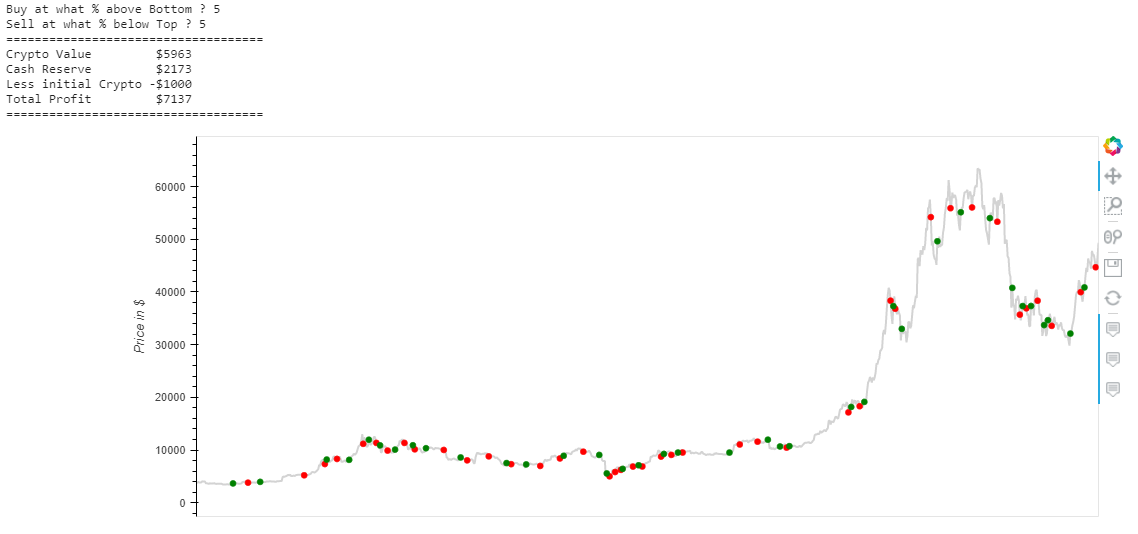 Buy at what % above Bottom ? 5
Sell at what % below Top ? 5
====================================
Crypto Value         $5963
Cash Reserve         $2173
Less initial Crypto -$1000
Total Profit         $7137
====================================
60000
50000
40000
Price in $
30000
20000
10000
0